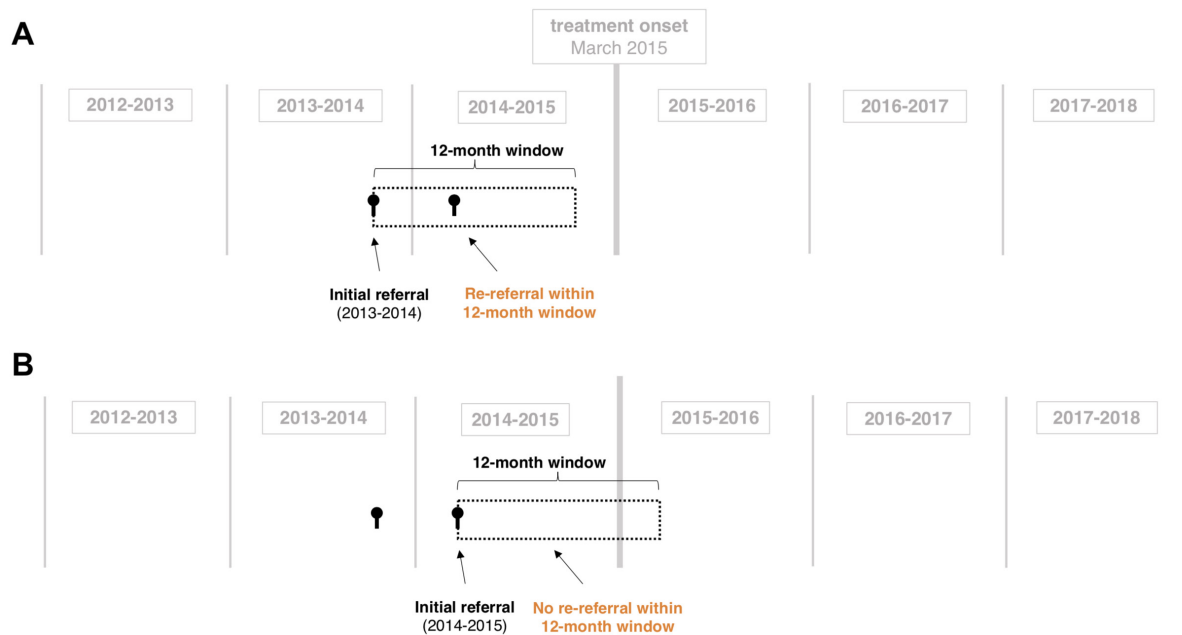 A
treatment onset
March 2015
2012-2013
2013-2014
2014-2015
2015-2016
2016-2017
2017-2018
12-month window
Initial referral
(2013-2014)
Re-referral within
12-month window
B
2012-2013
2013-2014
2014-2015
2015-2016
2016-2017
2017-2018
12-month window
Initial referral
(2014-2015)
No re-referral within
12-month window